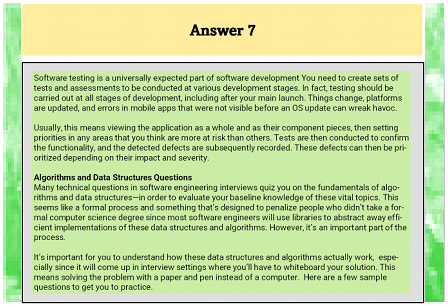 Answer 7
Software testing is a universally expected part of software development You need to create sets of
tests and assessments to be conducted at various development stages. In fact, testing should be
carried out at all stages of development, including after your main launch. Things change, platforms
are updated, and errors in mobile apps that were not visible before an OS update can wreak havoc.
Usually, this means viewing the application as a whole and as their component pieces, then setting
priorities in any areas that you think are more at risk than others. Tests are then conducted to confirm
the functionality, and the detected defects are subsequently recorded. These defects can then be pri-
oritized depending on their impact and severity.
Algorithms and Data Structures Questions
Many technical questions in software engineering interviews quiz you on the fundamentals of algo-
rithms and data structures—in order to evaluate your baseline knowledge of these vital topics. This
seems like a formal process and something that's designed to penalize people who didn't take a for-
mal computer science degree since most software engineers will use libraries to abstract away effi-
cient implementations of these data structures and algorithms. However, it's an important part of the
process.
It's important for you to understand how these data structures and algorithms actually work, espe-
cially since it will come up in interview settings where you'll have to whiteboard your solution. This
means solving the problem with a paper and pen instead of a computer. Here are few sample
questions to get you to practice.